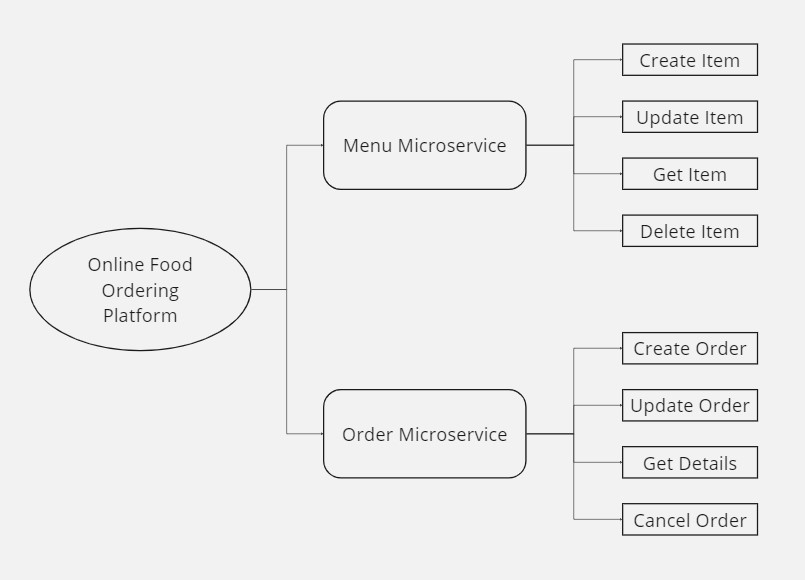 Create Item
Menu Microservice
Update Item
Get Item
Delete Item
Online Food
Ordering
Platform
Create Order
Order Microservice
Update Order
Get Details
Cancel Order